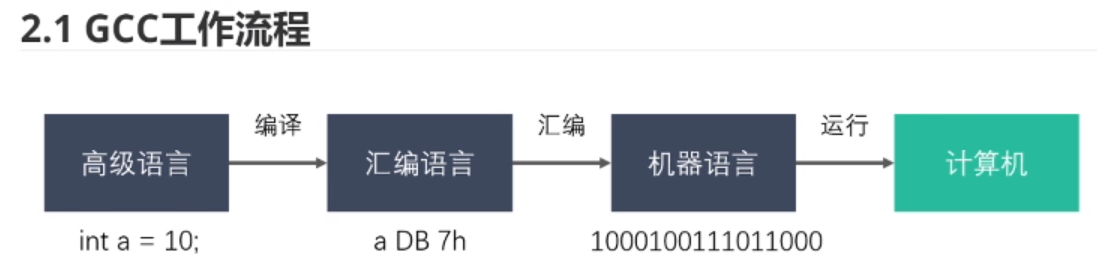 2.1 GCC工作流程
编译 汇编 运行
高级语言 汇编语言 机器语言 计算机
int a = 10; a DB 7h 1000100111011000